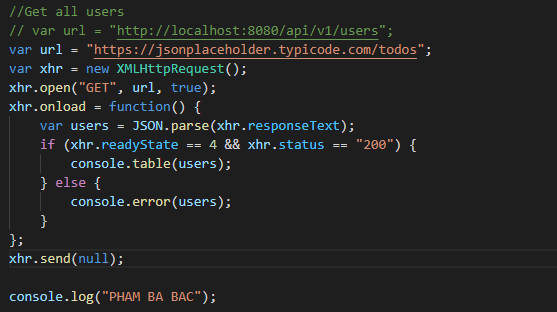 //Get all users
// var url = "http://localhost:8080/api/v1/users";
var url = "https://jsonplaceholder.typicode.com/todos";
var xhr = new XMLHttpRequest();
xhr.open("GET", url, true);
xhr.onload = function() {
    var users = JSON.parse(xhr.responseText);
    if (xhr.readyState == 4 && xhr.status == "200") {
        console.table(users);
    } else {
        console.error(users);
    }
};
xhr.send(null);

console.log("PHAM BA BAC");